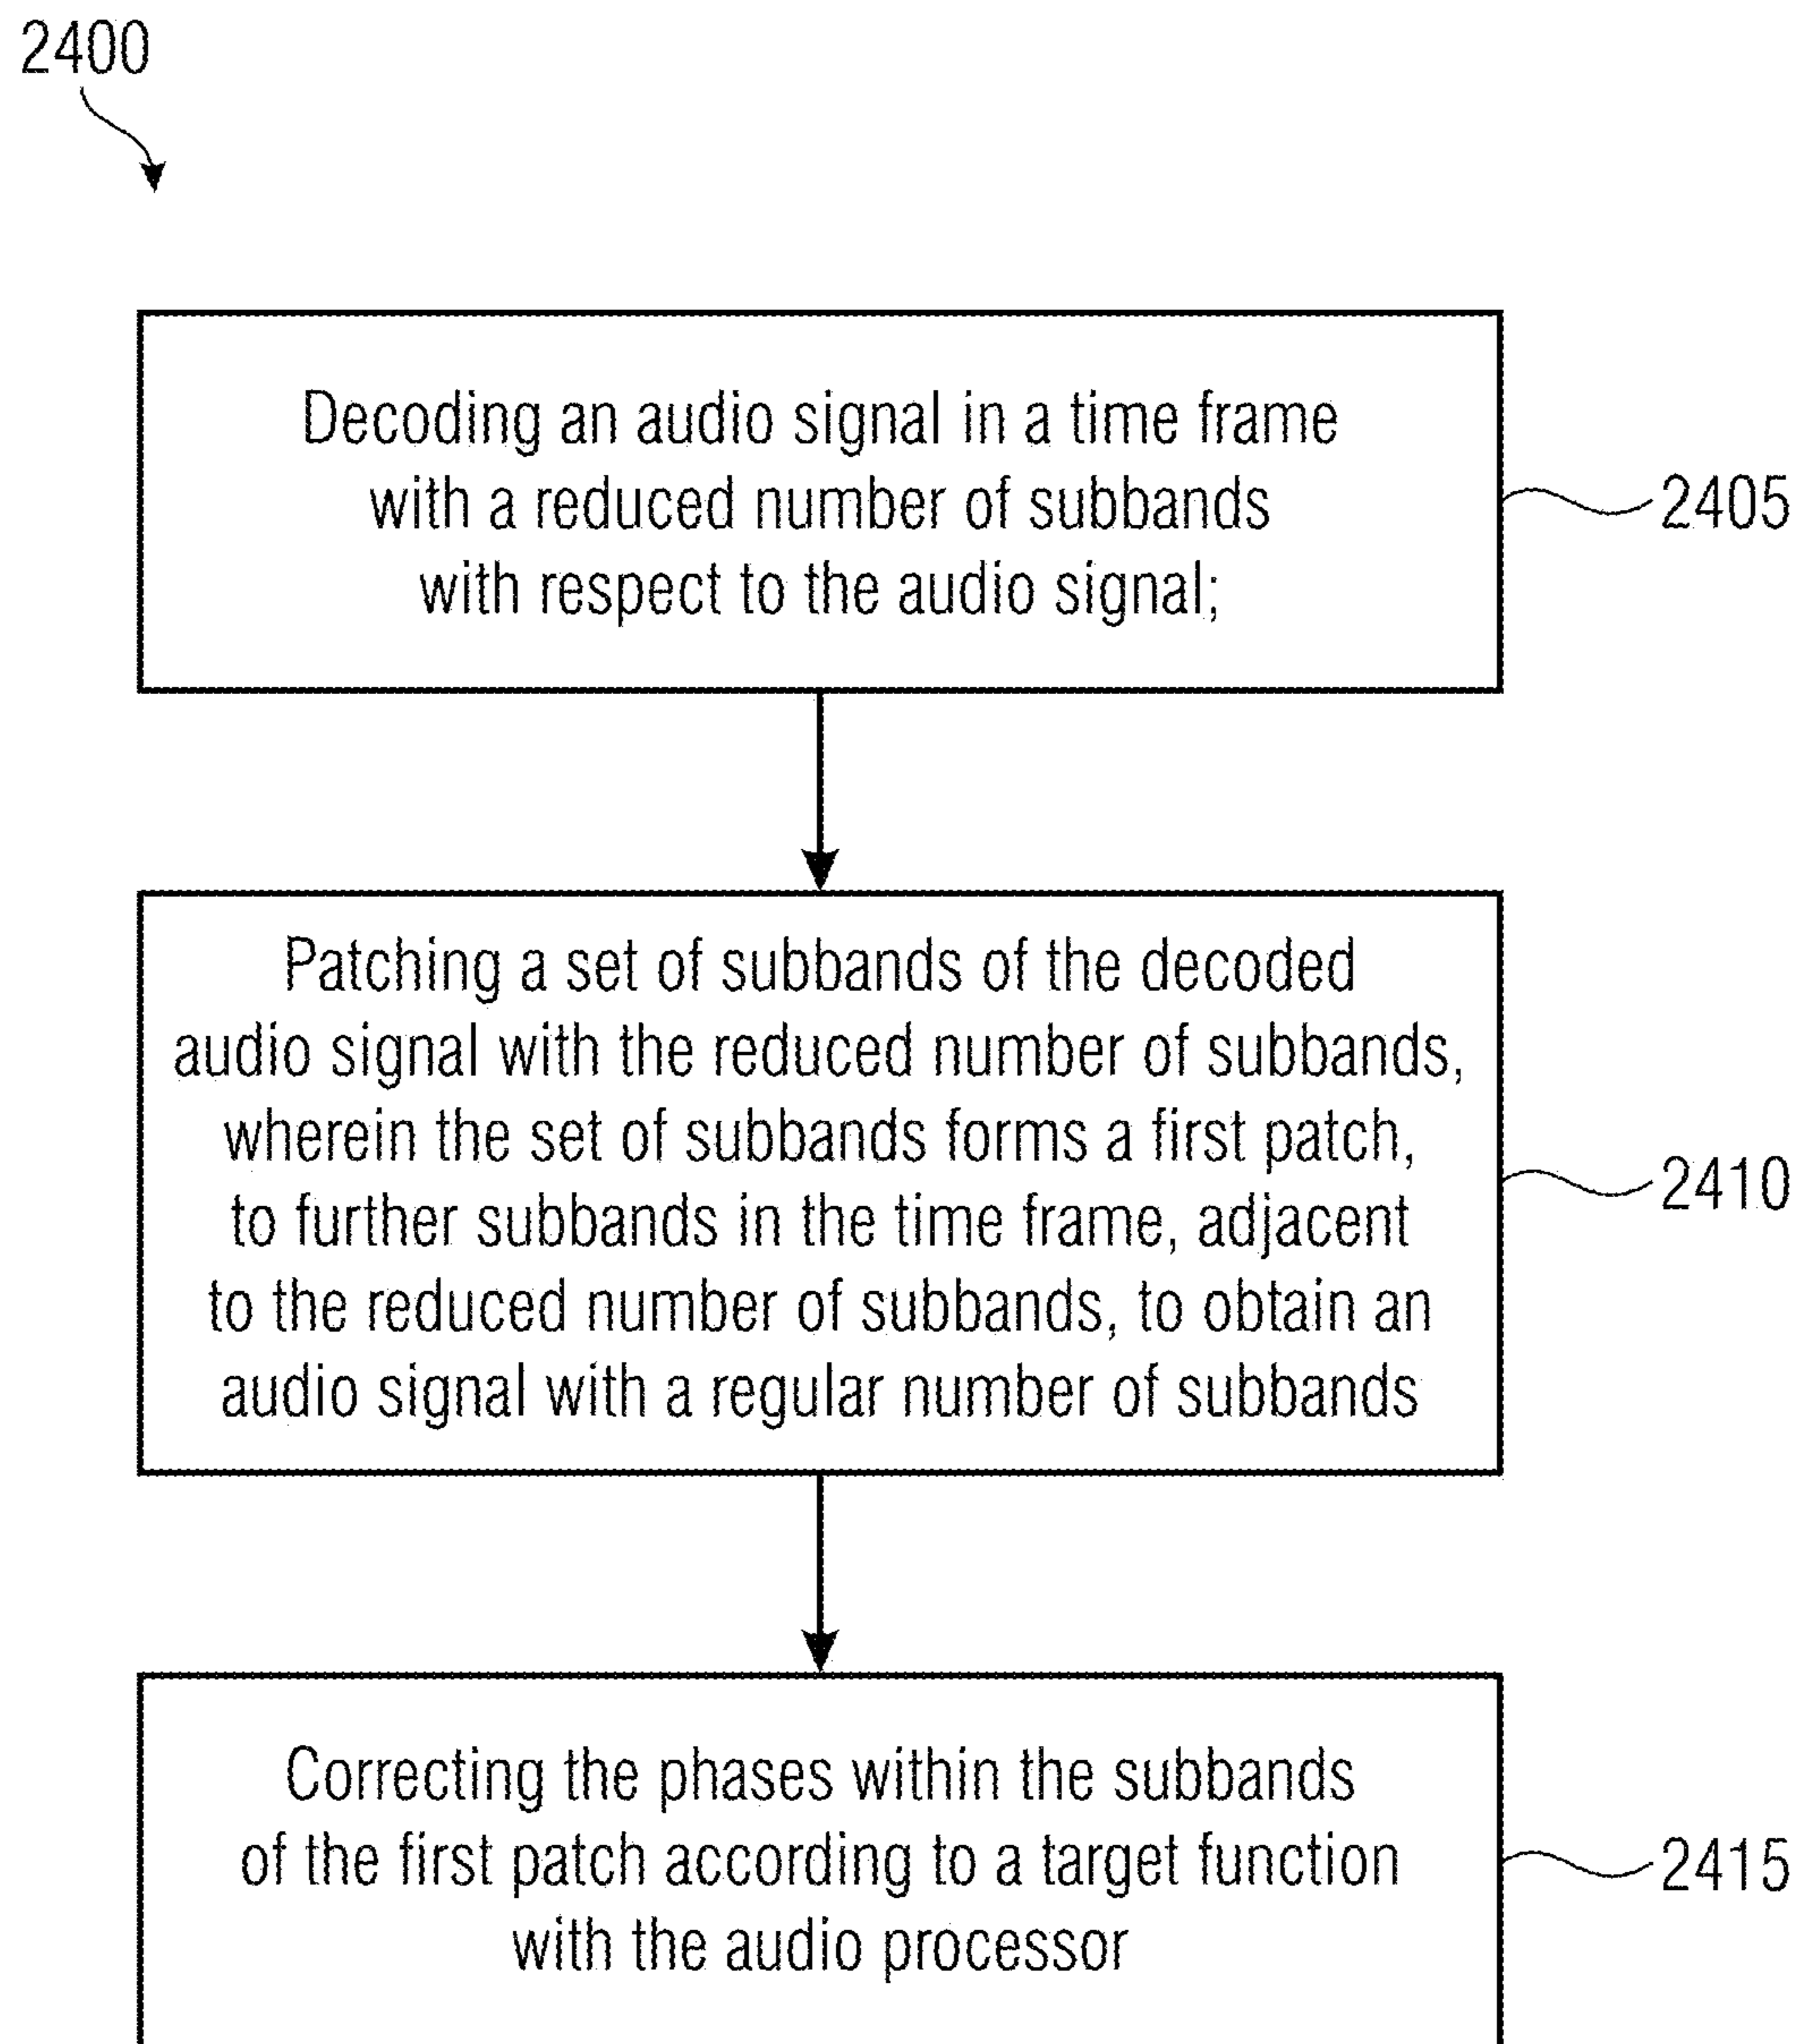 2400
Decoding an audio signal in a time frame
with a reduced number of subbands
with respect to the audio signal;
2405
Patching a set of subbands of the decoded
audio signal with the reduced number of subbands,
wherein the set of subbands forms a first patch,
to further subbands in the time frame, adjacent
to the reduced number of subbands, to obtain an
audio signal with a regular number of subbands
2410
Correcting the phases within the subbands
of the first patch according to a target function
with the audio processor
2415